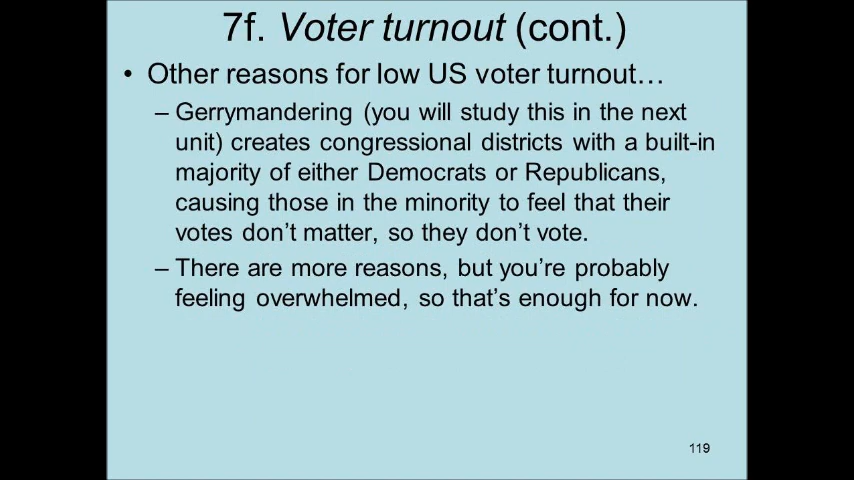 7f. Voter turnout (cont.)
• Other reasons for low US voter turnout…
– Gerrymandering (you will study this in the next
unit) creates congressional districts with a built-in
majority of either Democrats or Republicans,
causing those in the minority to feel that their
votes don’t matter, so they don’t vote.
– There are more reasons, but you’re probably
feeling overwhelmed, so that’s enough for now.
119